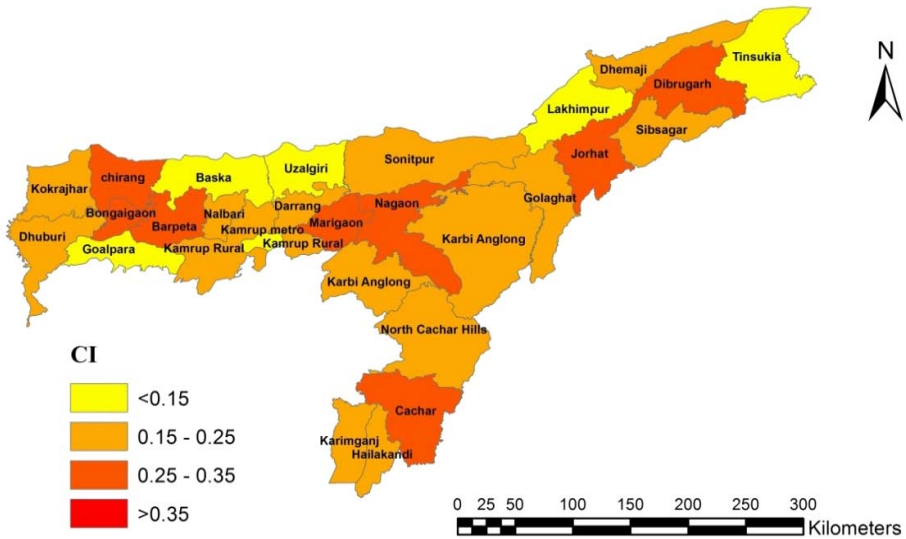 N
Tinsukia
Dhemaji
Dibrugarh
Lakhimpur
Sibsagar
Jorhat
Sonitpur
Uzalgiri
Baska
chirang
Kokrajhar
Golaghat
Nagaon
Darrang
Nalbari
Bongaigaon
Barpeta
Marigaon
Kamrup metro
Dhuburi
Karbi Anglong
Kamrup Rural
Goalpara
Kamrup Rural
Karbi Anglong
North Cachar Hills
CI
<0.15
0.15 - 0.25
0.25 - 0.35
>0.35
Cachar
Karimganj
Hailakandi
0 25 50 100 150 200 250 300
Kilometers